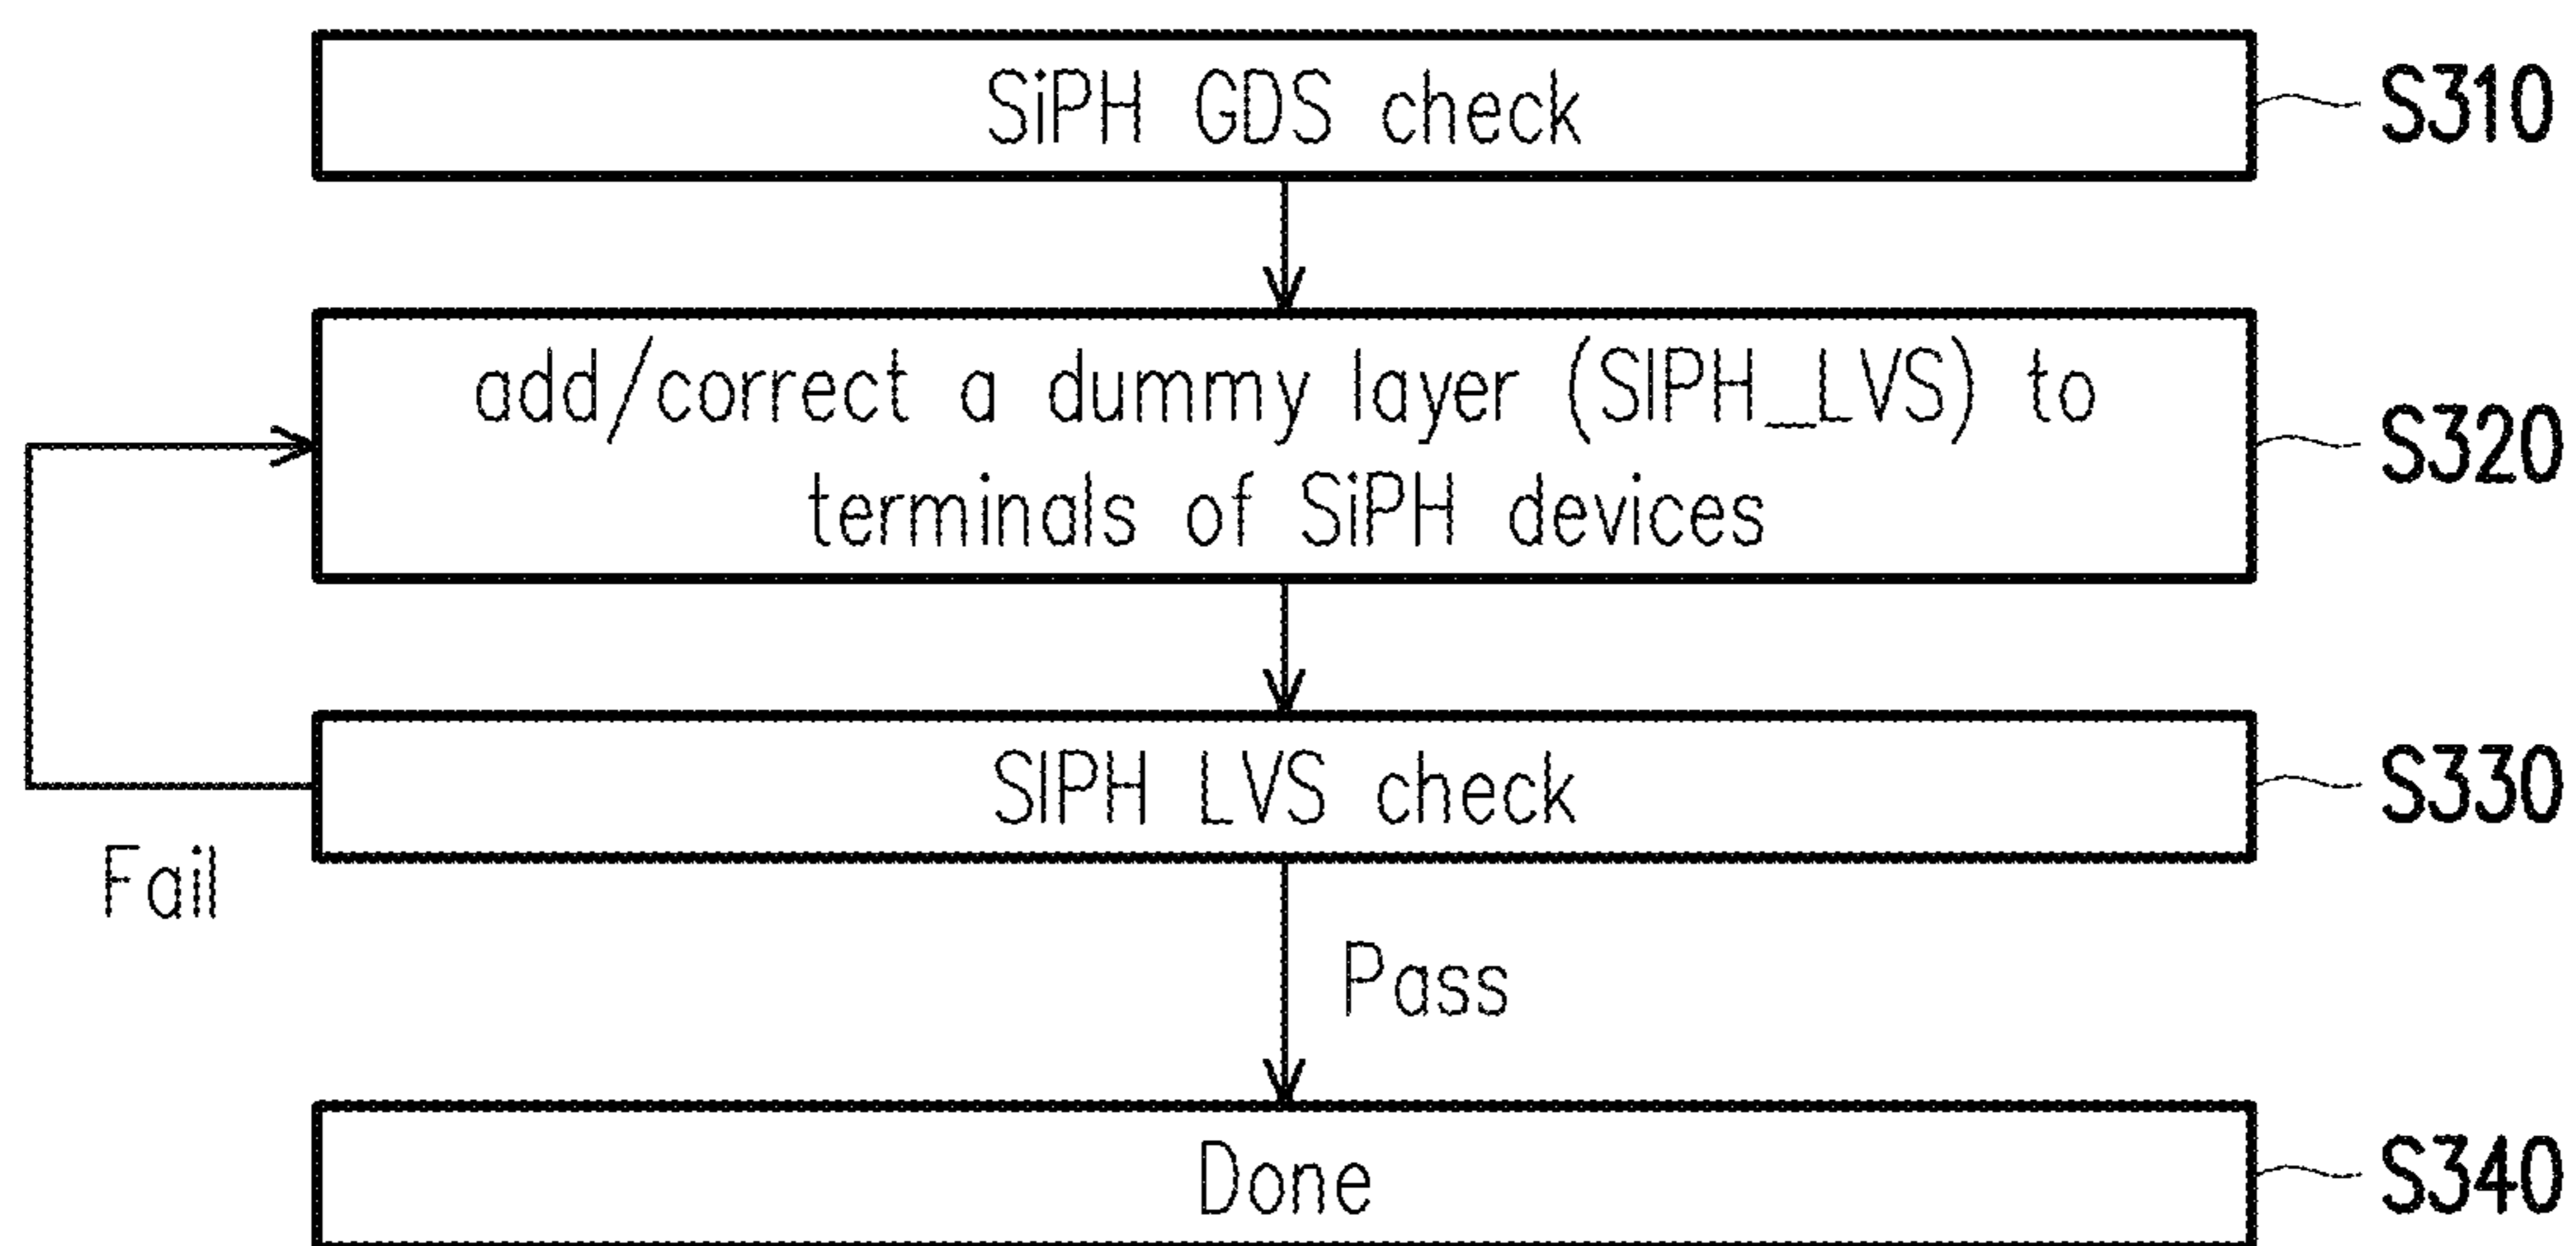 SiPH GDS check
S310
add/correct a dummy layer (SIPH_LVS) to
terminals of SiPH devices
S320
SIPH LVS check
S330
Fail
Pass
Done
S340